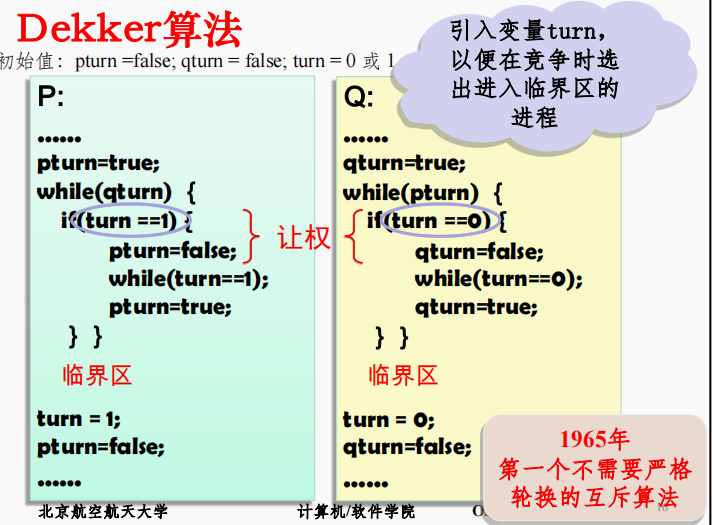 Dekker算法
初始值：pturn =false; qturn = false; turn = 0 或 1
引入变量turn，
以便在竞争时选
出进入临界区的
进程
P:
……
pturn=true;
while(qturn) {
if(turn ==1) {
pturn=false;
while(turn==1);
pturn=true;
} }
临界区
turn = 1;
pturn=false;
……
让权
Q:
……
qturn=true;
while(pturn) {
if(turn ==0) {
qturn=false;
while(turn==0);
qturn=true;
} }
临界区
turn = 0;
qturn=false;
……
1965年
第一个不需要严格
轮换的互斥算法
北京航空航天大学 计算机/软件学院